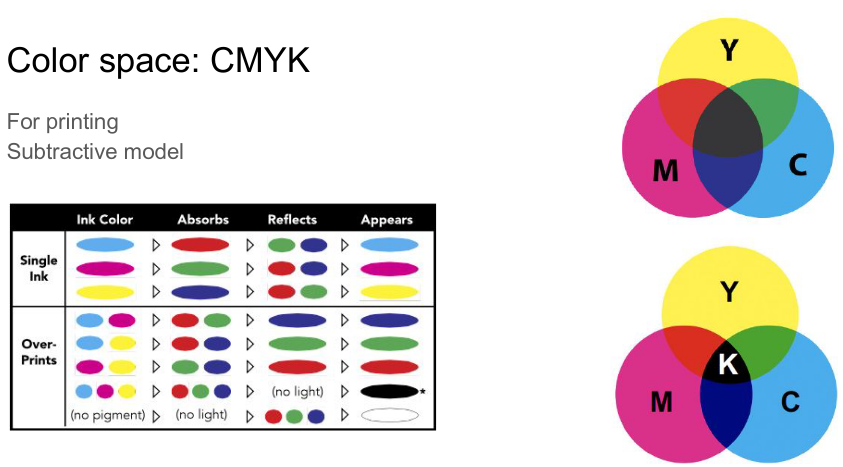 Color space: CMYK
For printing
Subtractive model
Ink Color Absorbs Reflects Appears
Single
Ink
Over-
Prints
(no light)
*
(no pigment) (no light)
Y
M
C
Y
K
M
C